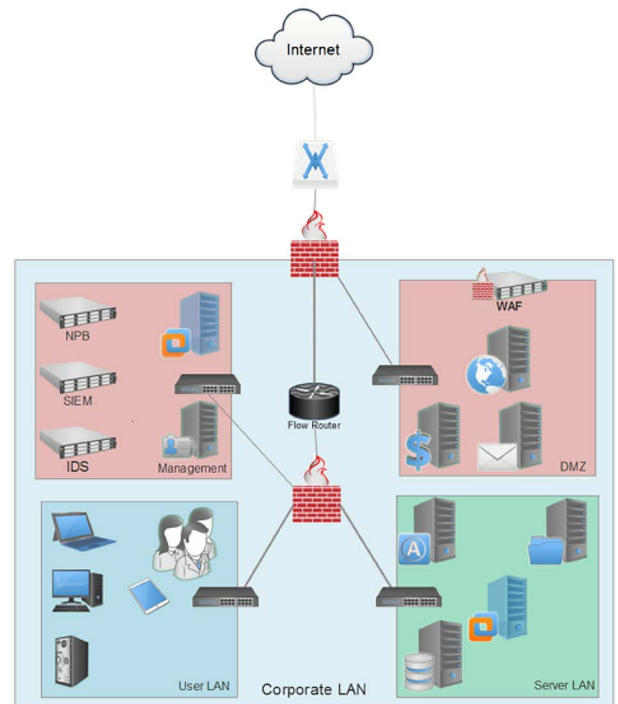 Internet
WAF
NPB
SIEM
IDS
Management
Flow Router
$
DMZ
A
User LAN
Corporate LAN
Server LAN